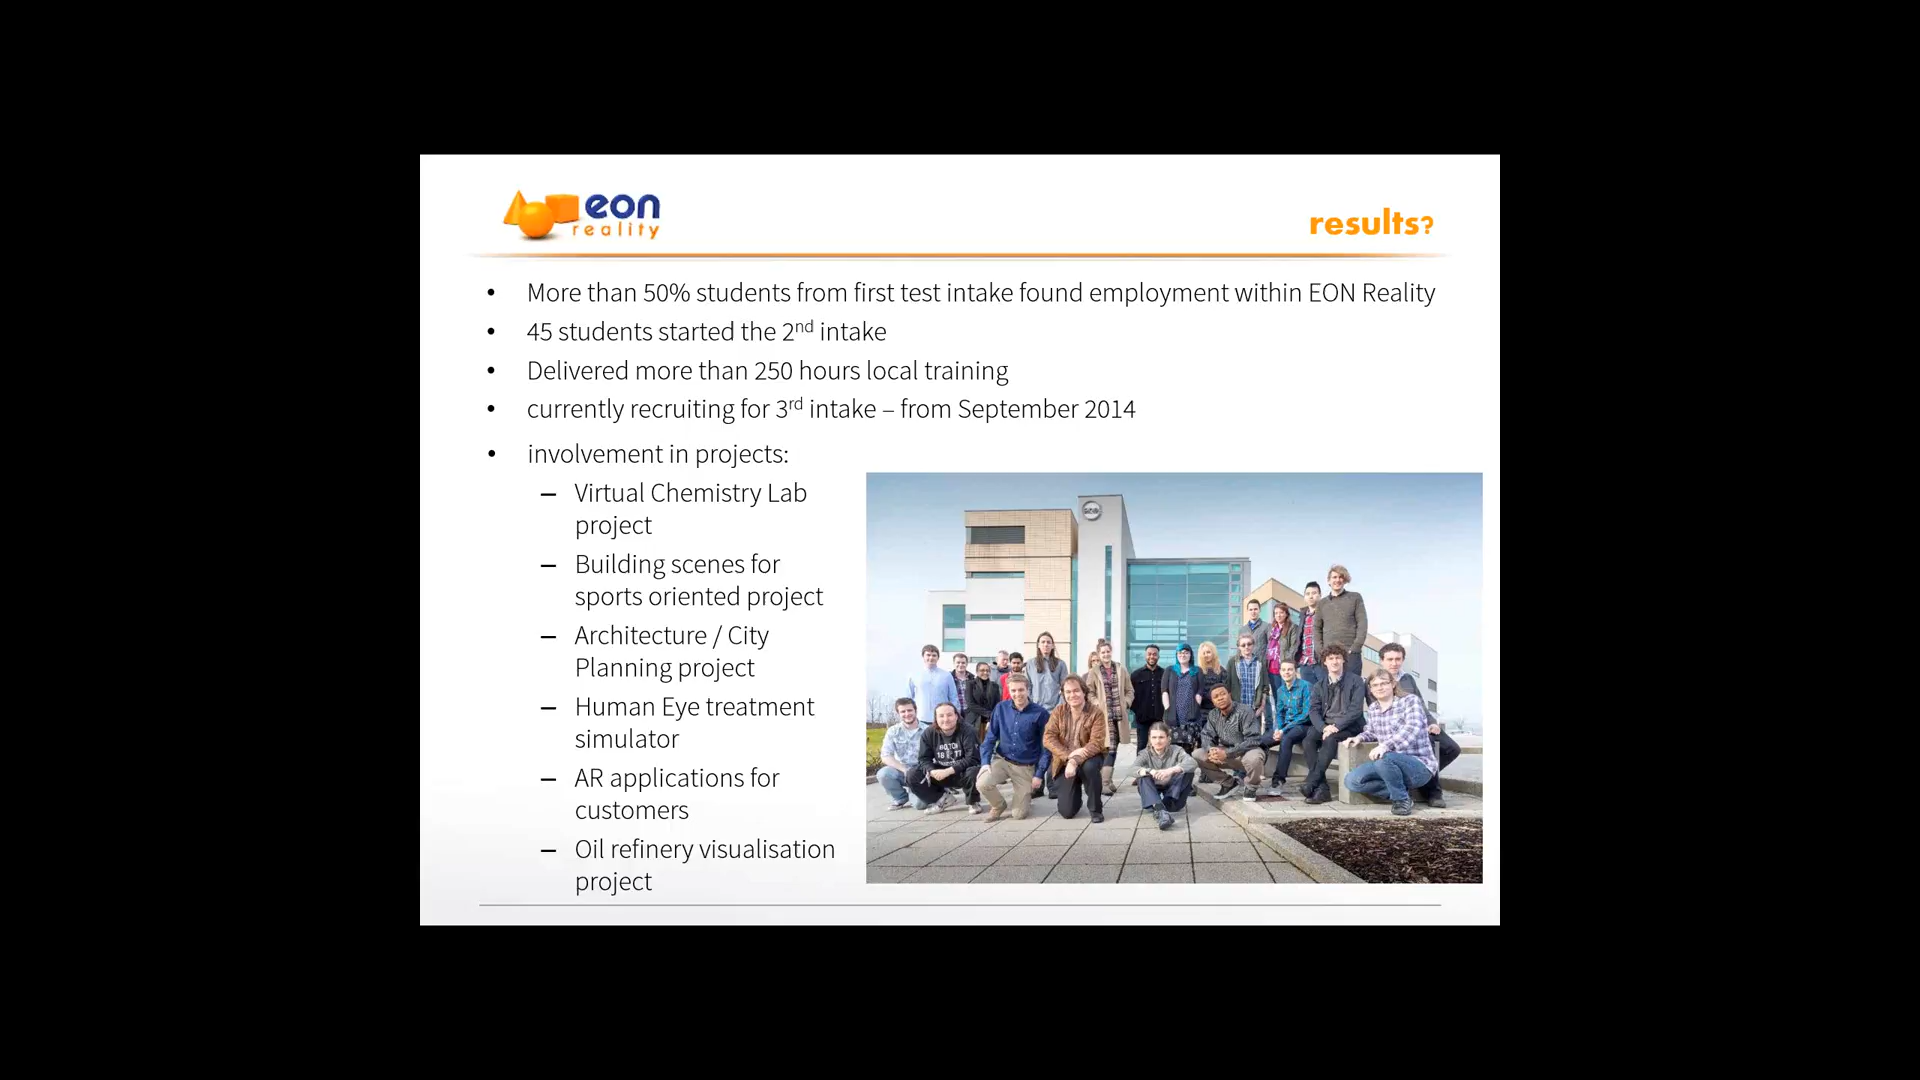 eon
reality
results?
• More than 50% students from first test intake found employment within EON Reality
• 45 students started the 2nd intake
• Delivered more than 250 hours local training
• currently recruiting for 3rd intake – from September 2014
• involvement in projects:
– Virtual Chemistry Lab
project
– Building scenes for
sports oriented project
– Architecture / City
Planning project
– Human Eye treatment
simulator
– AR applications for
customers
– Oil refinery visualisation
project